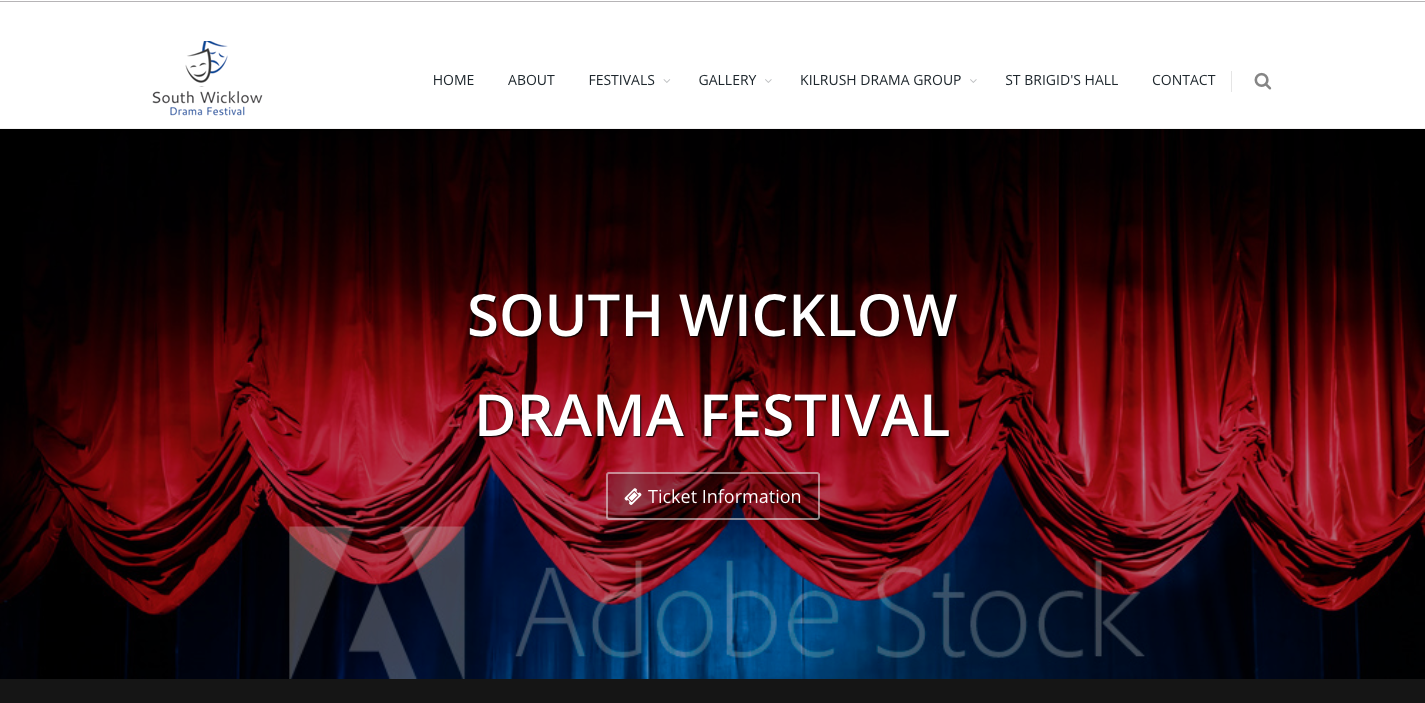 South Wicklow
Drama Festival
HOME ABOUT FESTIVALS GALLERY KILRUSH DRAMA GROUP ST BRIGID'S HALL CONTACT
SOUTH WICKLOW
DRAMA FESTIVAL
Ticket Information
Adobe Stock